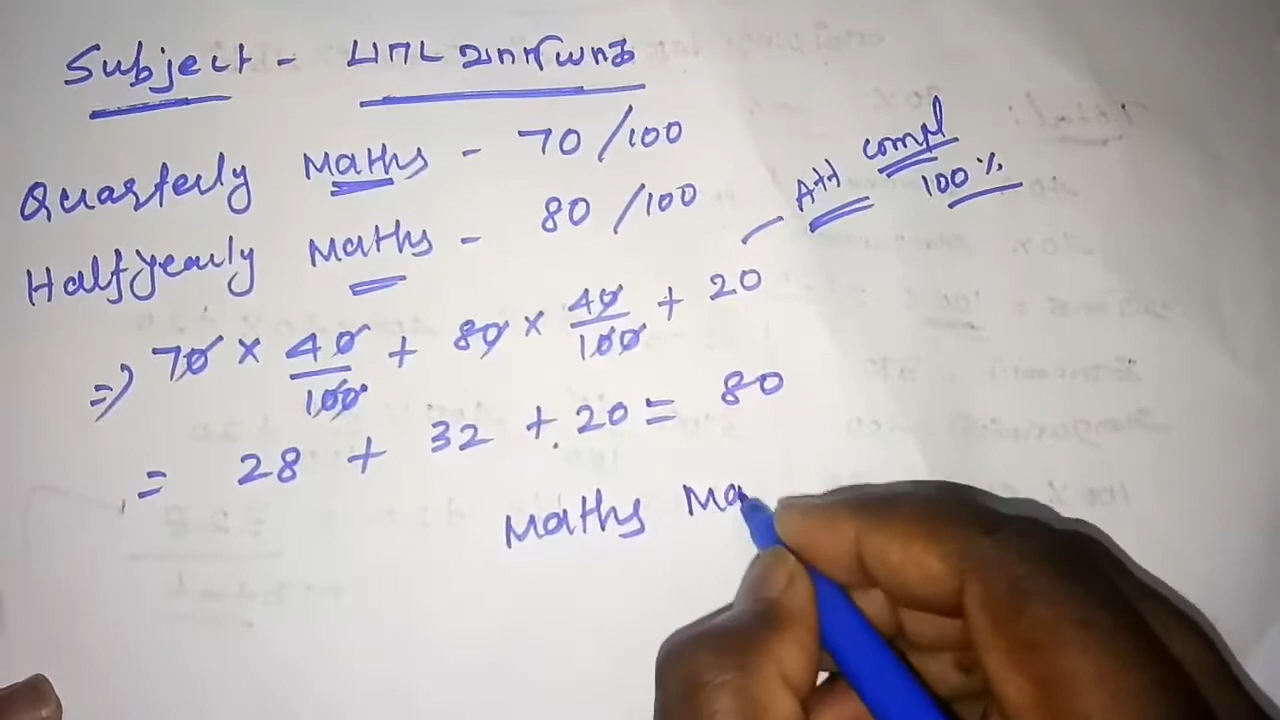 Subject - பாட வாரியாக
Quarterly Maths - 70/100
Halfyearly Maths - 80/100
Att compl
100%
=> 70 × 40/100 + 80 × 40/100 + 20
= 28 + 32 + 20 = 80
Maths Ma